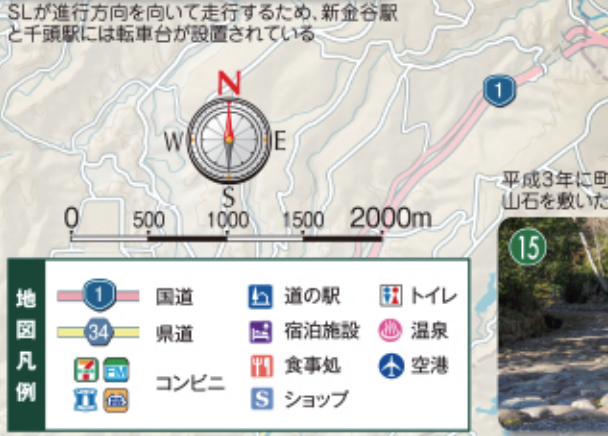 SLが進行方向を向いて走行するため、新金谷駅
と千頭駅には転車台が設置されている
1
N
W E
S
0 500 1000 1500 2000m
平成3年に町
山石を敷いた
15
地図凡例
1 国道 道の駅 トイレ
34 県道 宿泊施設 温泉
コンビニ 食事処 空港
S ショップ